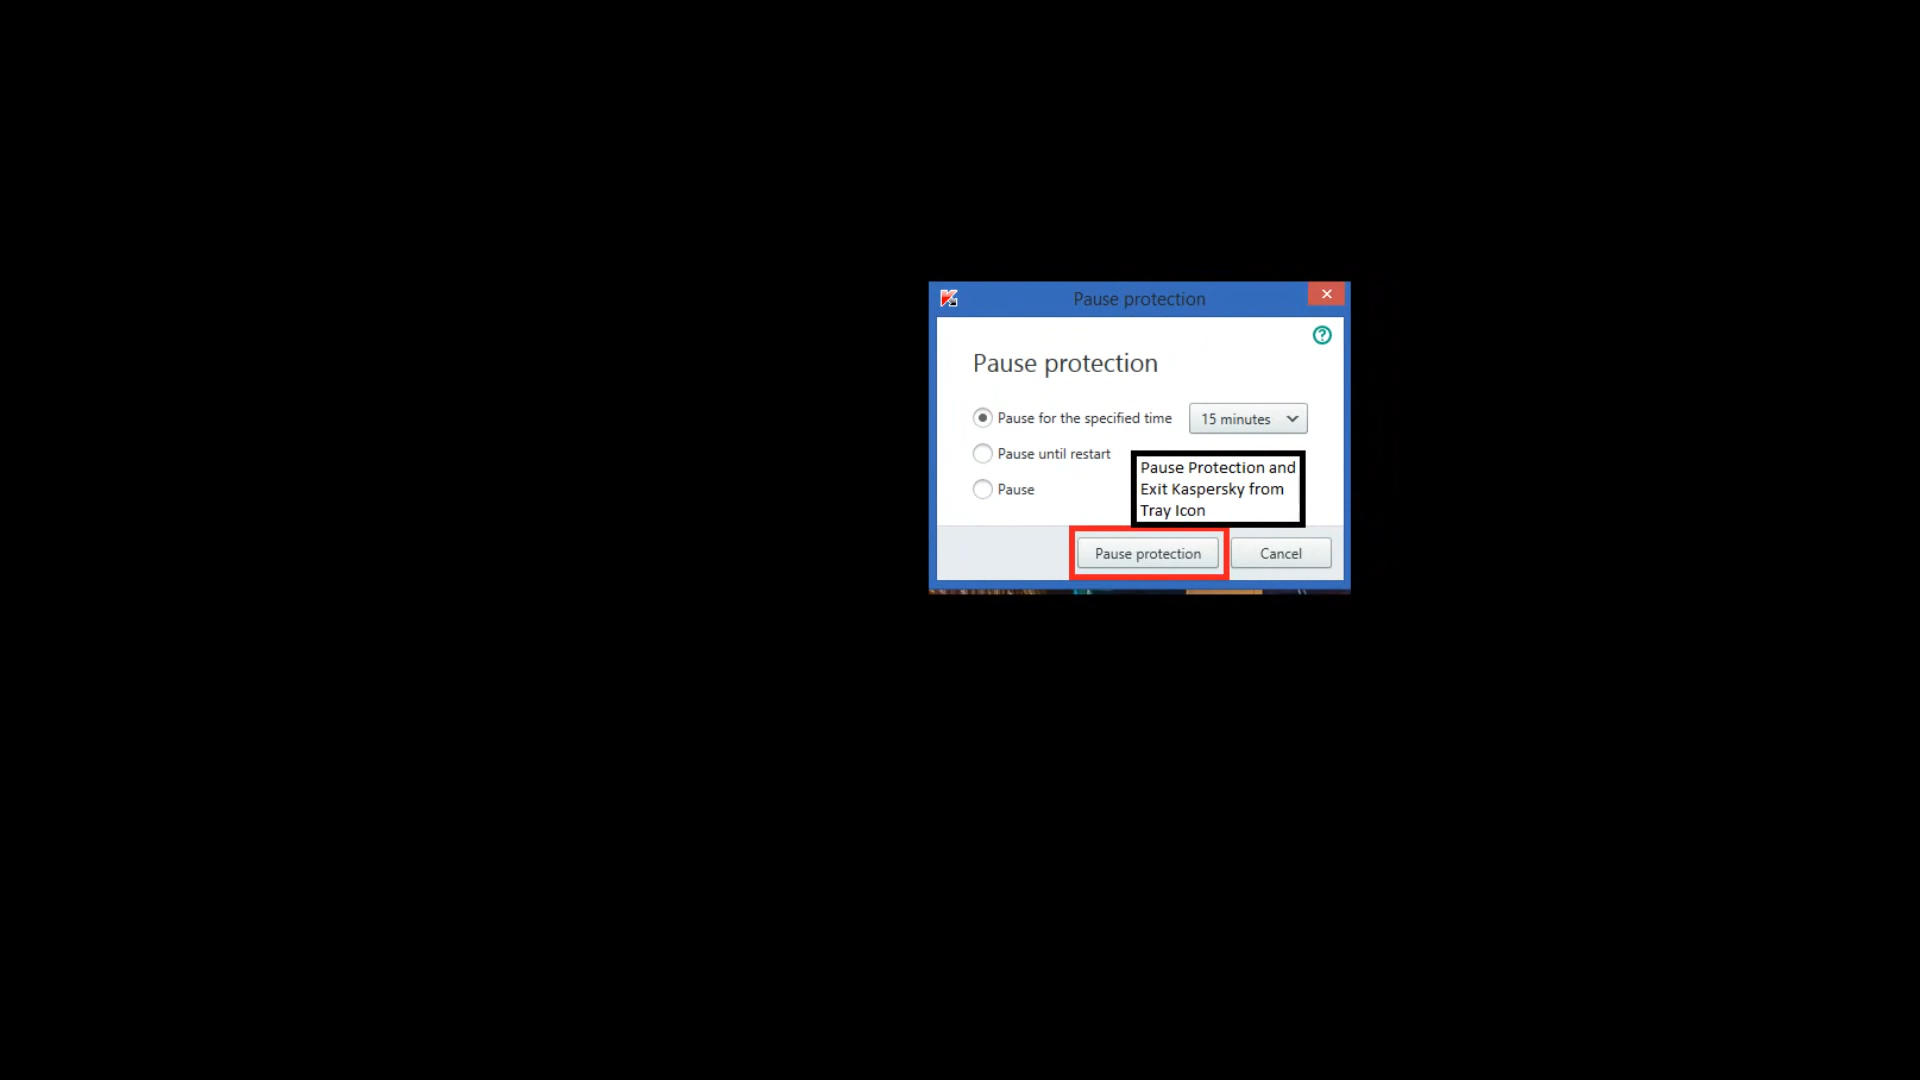 Pause protection
Pause protection
Pause for the specified time
15 minutes
Pause until restart
Pause
Pause Protection and
Exit Kaspersky from
Tray Icon
Pause protection
Cancel